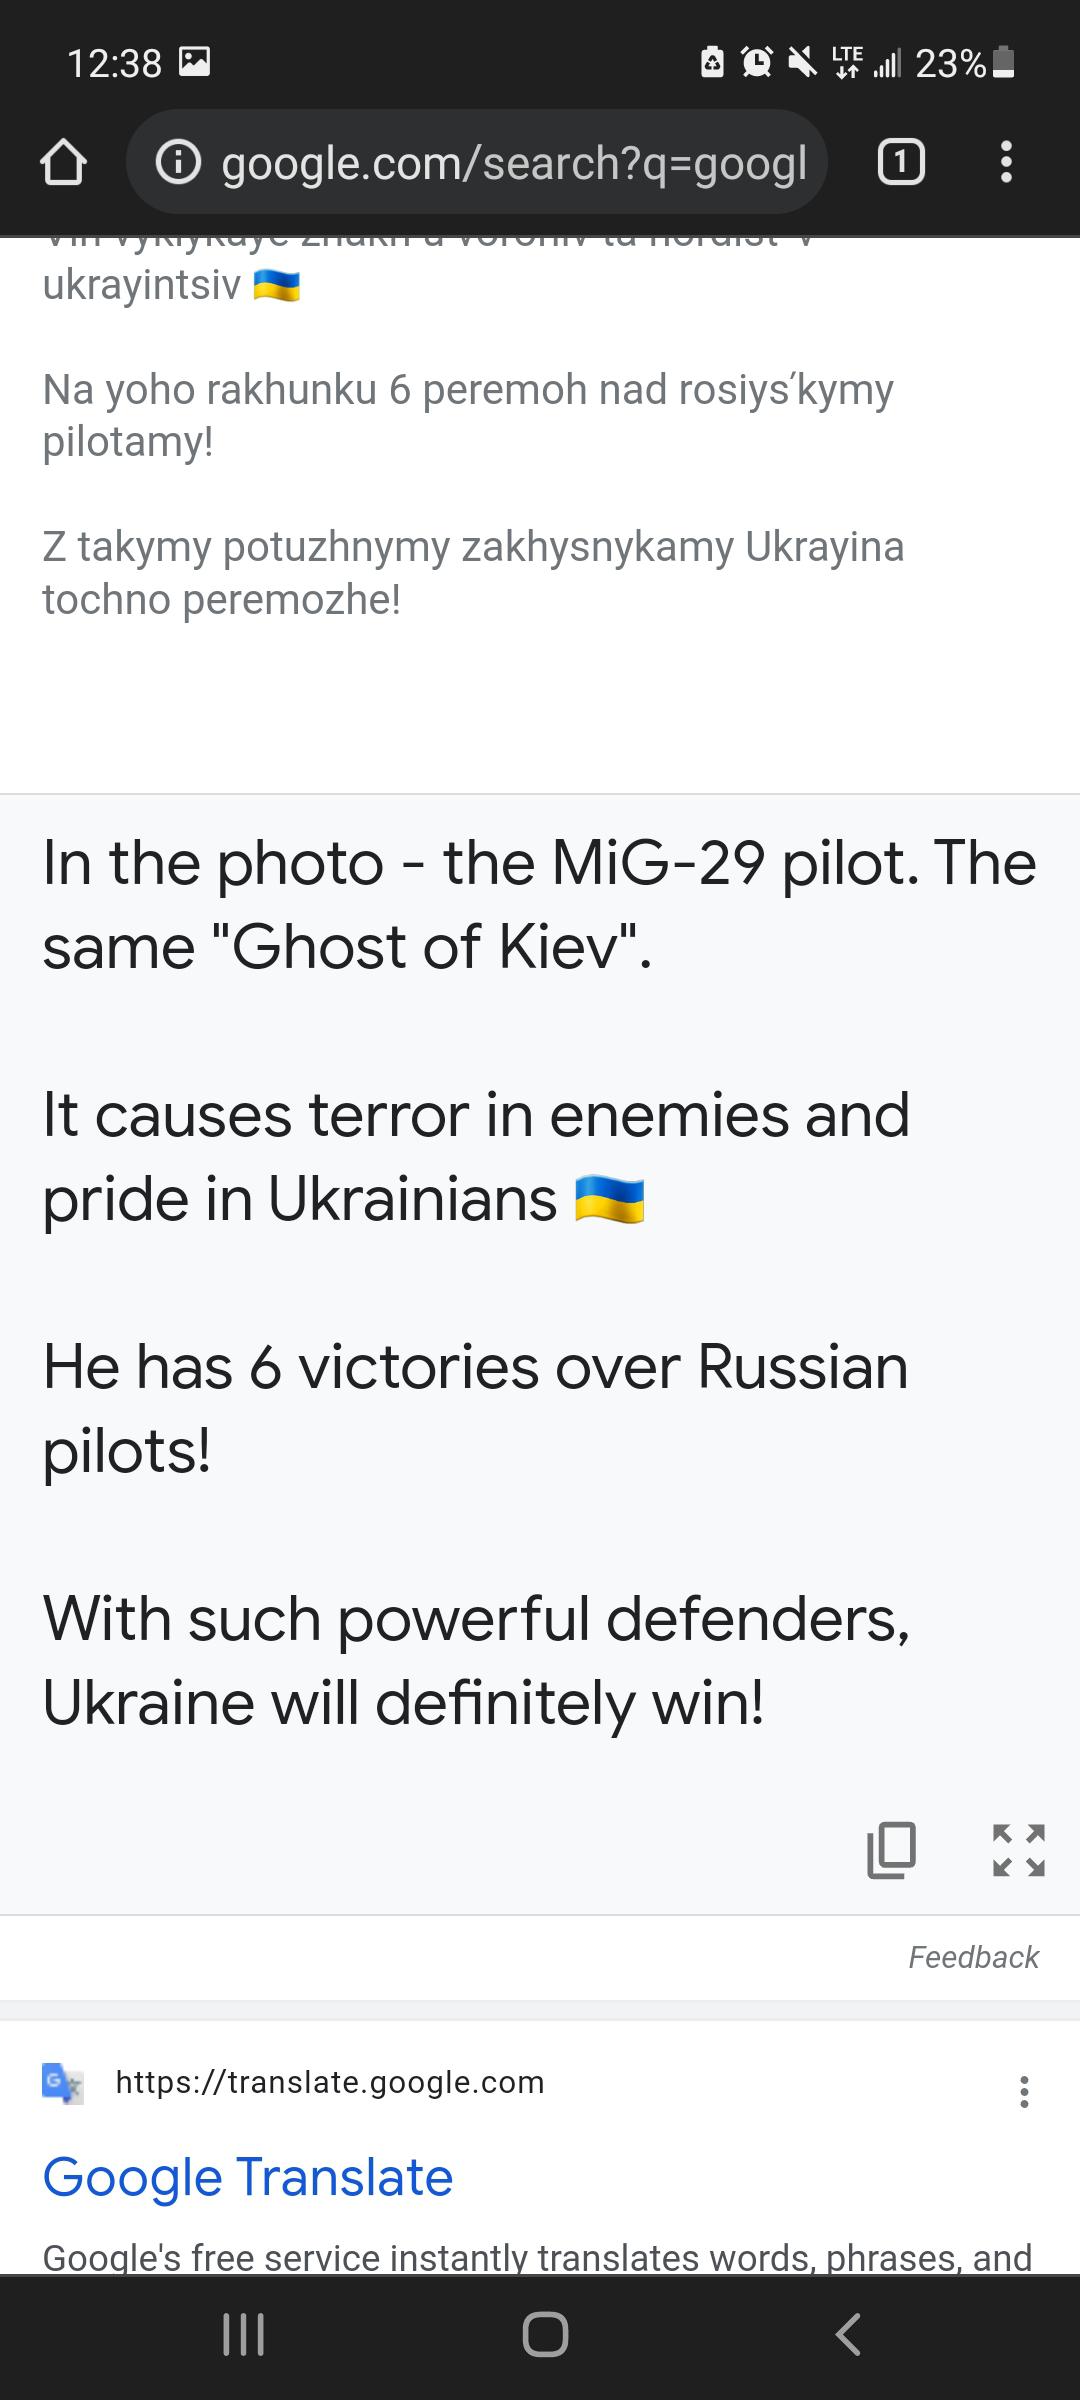 12:38
LTE 23%
google.com/search?q=googl
1
ukrayintsiv 🇺🇦
Na yoho rakhunku 6 peremoh nad rosiysʹkymy
pilotamy!
Z takymy potuzhnymy zakhysnykamy Ukrayina
tochno peremozhe!
In the photo - the MiG-29 pilot. The
same "Ghost of Kiev".
It causes terror in enemies and
pride in Ukrainians 🇺🇦
He has 6 victories over Russian
pilots!
With such powerful defenders,
Ukraine will definitely win!
Feedback
https://translate.google.com
Google Translate
Google's free service instantly translates words, phrases, and